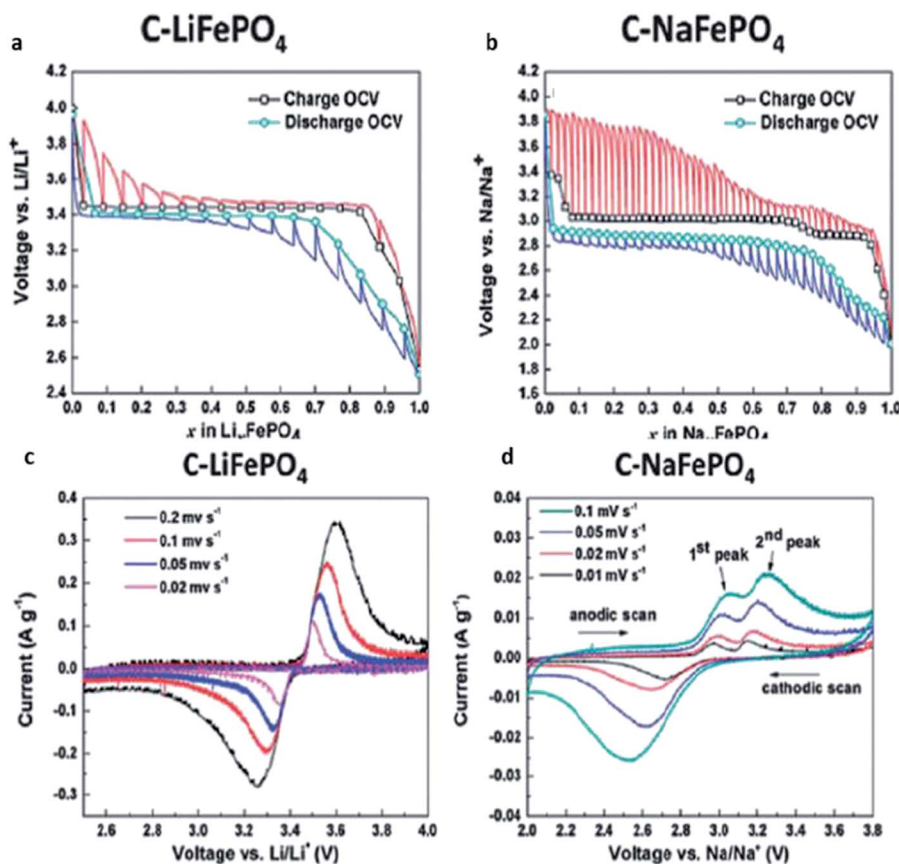 C-LiFePO₄
C-NaFePO₄
a
4.2
4.0
3.8
3.6
3.4
3.2
3.0
2.8
2.6
2.4
Voltage vs. Li/Li⁺
Charge OCV
Discharge OCV
0.0 0.1 0.2 0.3 0.4 0.5 0.6 0.7 0.8 0.9 1.0
x in LiₓFePO₄
b
4.2
4.0
3.8
3.6
3.4
3.2
3.0
2.8
2.6
2.4
2.2
2.0
1.8
1.6
Voltage vs. Na/Na⁺
Charge OCV
Discharge OCV
0.0 0.1 0.2 0.3 0.4 0.5 0.6 0.7 0.8 0.9 1.0
x in NaₓFePO₄
c
C-LiFePO₄
0.4
0.3
0.2
0.1
0.0
-0.1
-0.2
-0.3
Current (A g⁻¹)
0.2 mv s⁻¹
0.1 mv s⁻¹
0.05 mv s⁻¹
0.02 mv s⁻¹
2.6 2.8 3.0 3.2 3.4 3.6 3.8 4.0
Voltage vs. Li/Li⁺ (V)
d
C-NaFePO₄
0.04
0.03
0.02
0.01
0.00
-0.01
-0.02
-0.03
-0.04
Current (A g⁻¹)
0.1 mV s⁻¹
0.05 mV s⁻¹
0.02 mV s⁻¹
0.01 mV s⁻¹
1ˢᵗ peak
2ⁿᵈ peak
anodic scan
cathodic scan
2.0 2.2 2.4 2.6 2.8 3.0 3.2 3.4 3.6 3.8
Voltage vs. Na/Na⁺ (V)